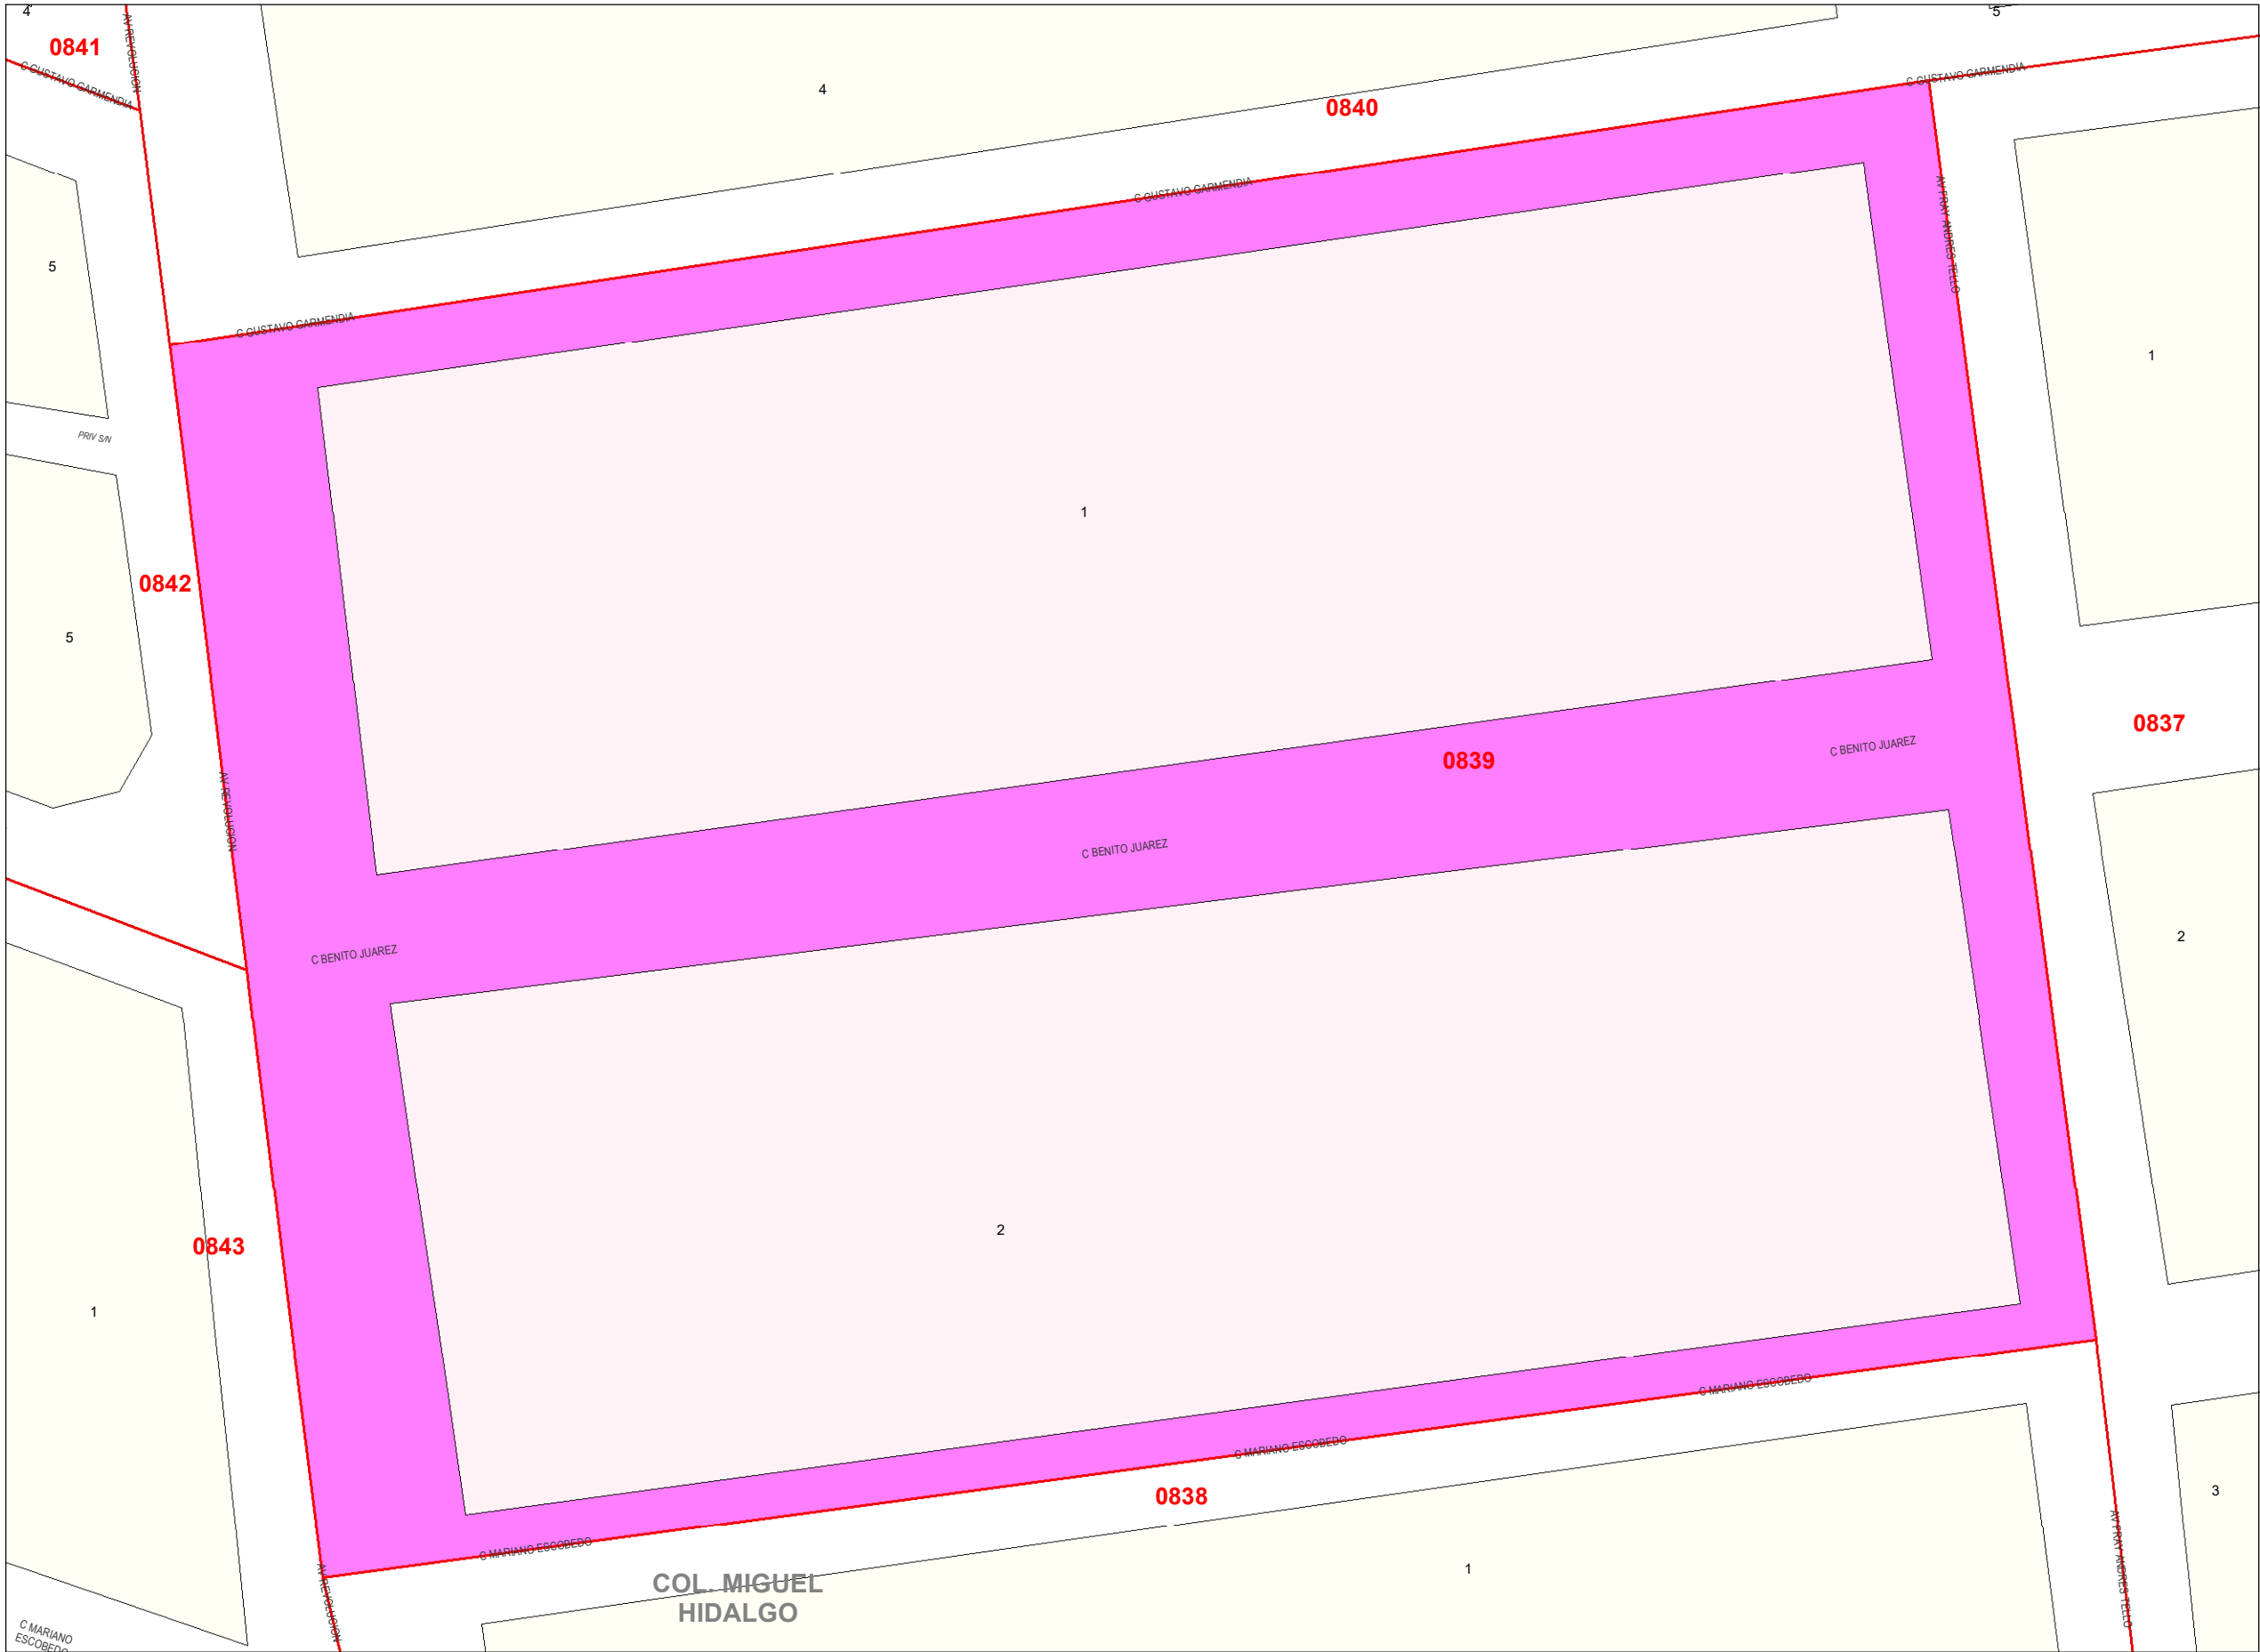 4
5
0841
AV REVOLUCION
C GUSTAVO GARMENDIA
C GUSTAVO GARMENDIA
4
0840
C GUSTAVO GARMENDIA
AV FRAY ANDRES TELLO
5
C GUSTAVO GARMENDIA
1
PRIV S/N
1
0842
5
0837
C BENITO JUAREZ
0839
AV REVOLUCION
C BENITO JUAREZ
2
C BENITO JUAREZ
2
0843
1
C MARIANO ESCOBEDO
C MARIANO ESCOBEDO
0838
3
C MARIANO ESCOBEDO
AV FRAY ANDRES TELLO
1
COL. MIGUEL
HIDALGO
AV REVOLUCION
C MARIANO
ESCOBEDO